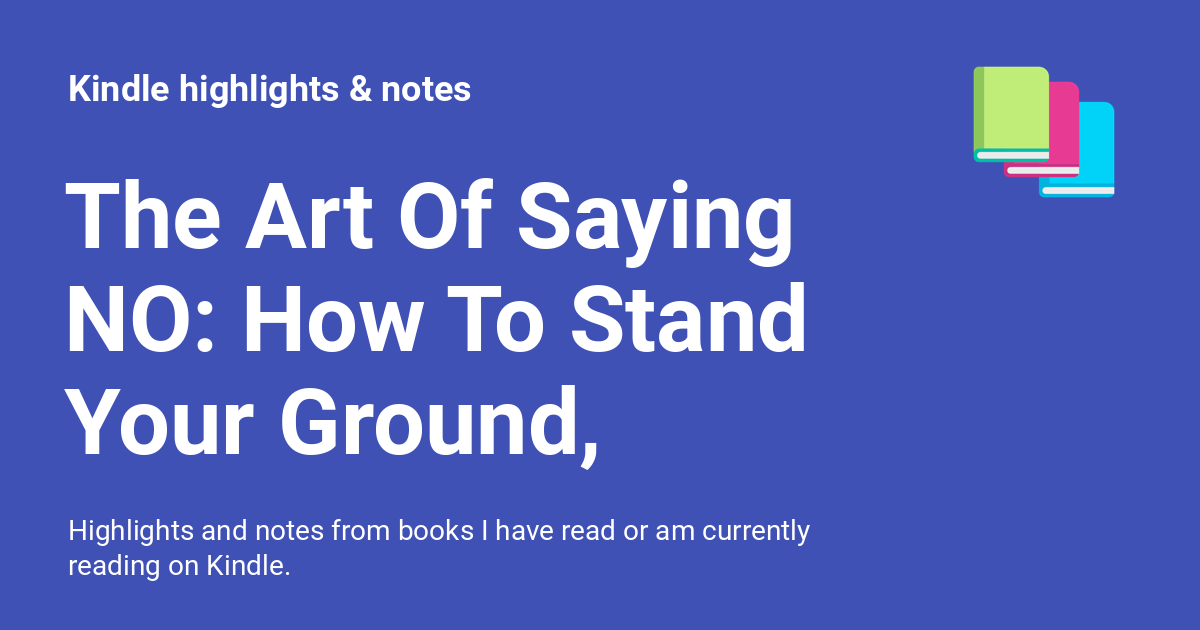 Kindle highlights & notes
The Art Of Saying
NO: How To Stand
Your Ground,
Highlights and notes from books I have read or am currently
reading on Kindle.